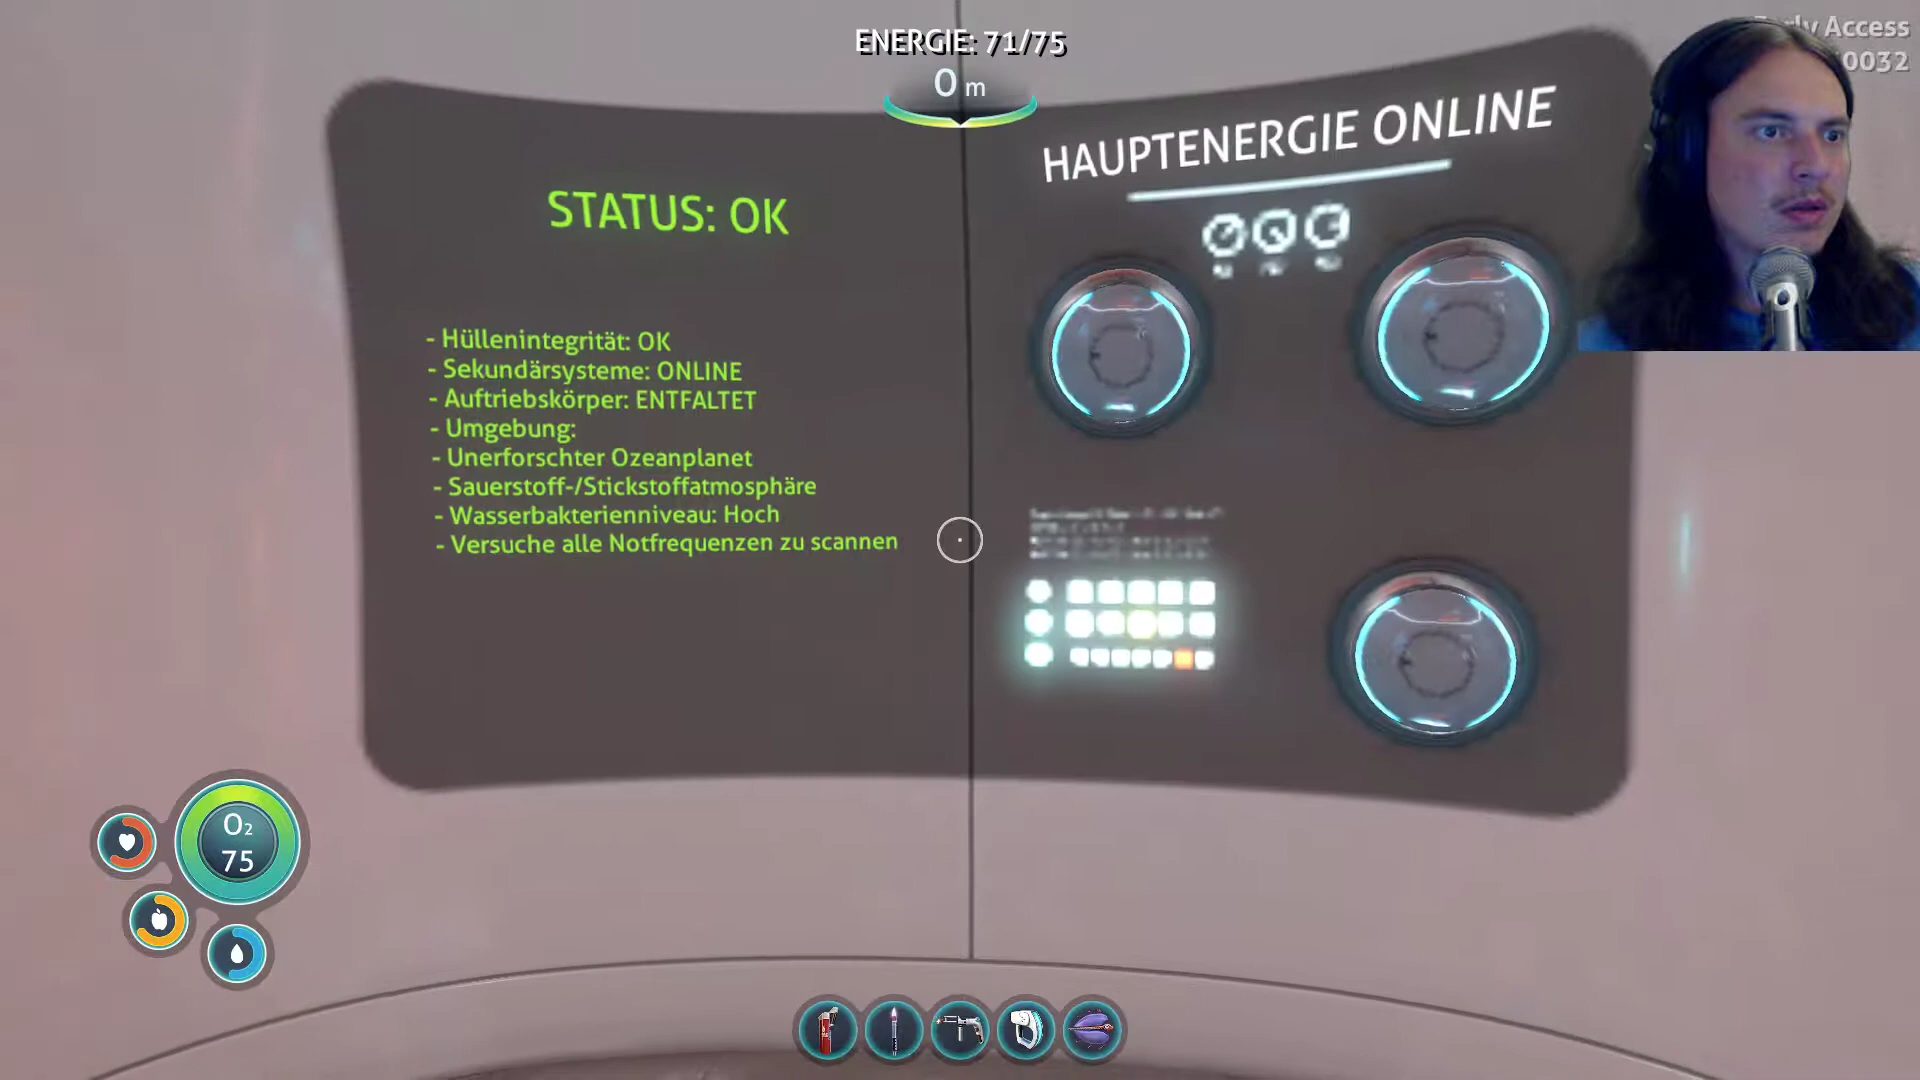 ENERGIE: 71/75
0 m
Access
0032
HAUPTENERGIE ONLINE
STATUS: OK
- Hüllenintegrität: OK
- Sekundärsysteme: ONLINE
- Auftriebskörper: ENTFALTET
- Umgebung:
- Unerforschter Ozeanplanet
- Sauerstoff-/Stickstoffatmosphäre
- Wasserbakterienniveau: Hoch
- Versuche alle Notfrequenzen zu scannen
O₂
75